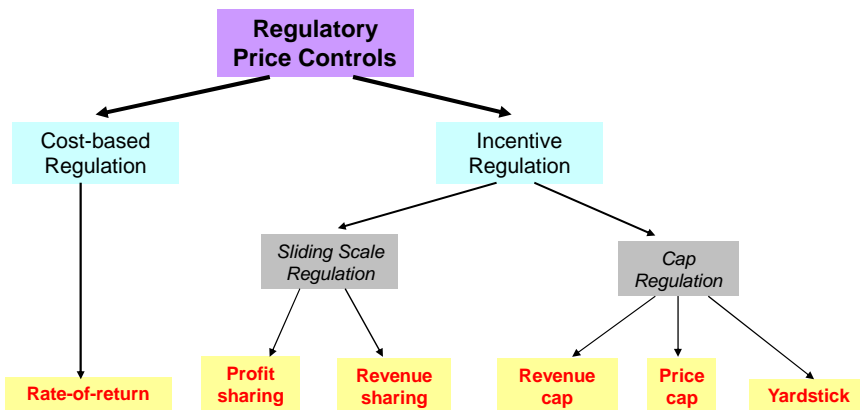 Regulatory
Price Controls
Cost-based
Regulation
Incentive
Regulation
Sliding Scale
Regulation
Cap
Regulation
Rate-of-return
Profit
sharing
Revenue
sharing
Revenue
cap
Price
cap
Yardstick